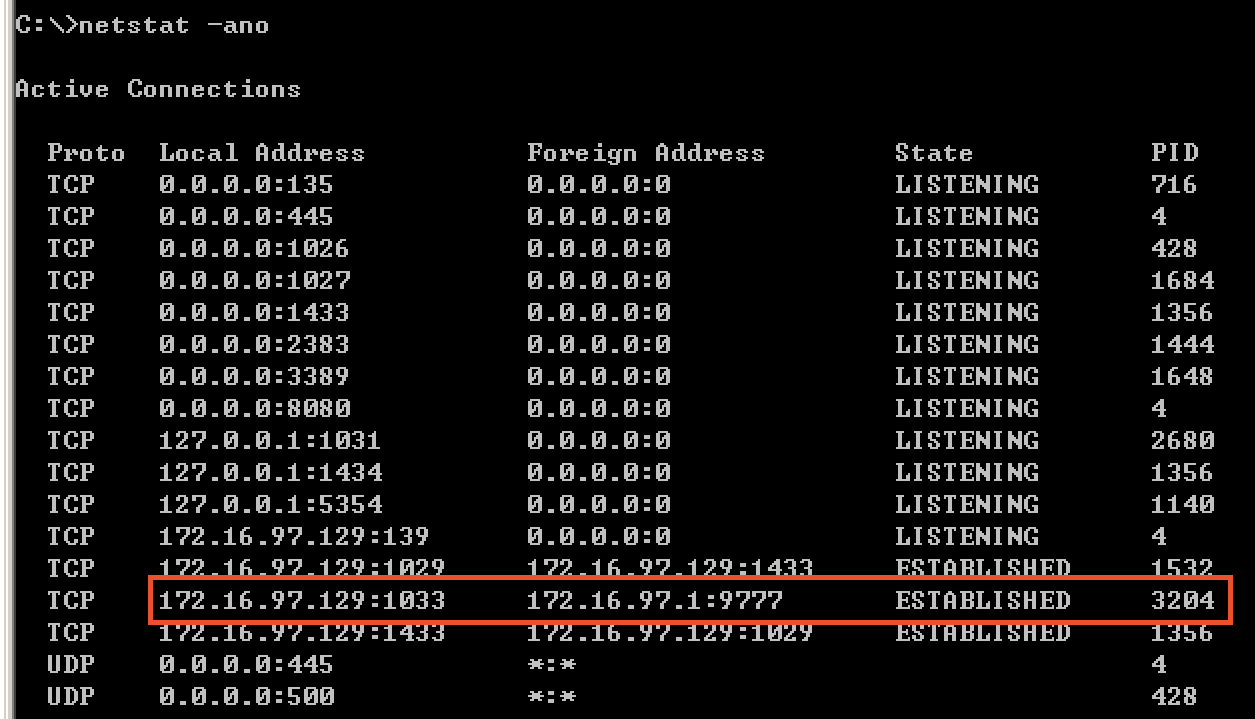 C:\>netstat -ano
Active Connections
Proto Local Address Foreign Address State PID
TCP 0.0.0.0:135 0.0.0.0:0 LISTENING 716
TCP 0.0.0.0:445 0.0.0.0:0 LISTENING 4
TCP 0.0.0.0:1026 0.0.0.0:0 LISTENING 428
TCP 0.0.0.0:1027 0.0.0.0:0 LISTENING 1684
TCP 0.0.0.0:1433 0.0.0.0:0 LISTENING 1356
TCP 0.0.0.0:2383 0.0.0.0:0 LISTENING 1444
TCP 0.0.0.0:3389 0.0.0.0:0 LISTENING 1648
TCP 0.0.0.0:8080 0.0.0.0:0 LISTENING 4
TCP 127.0.0.1:1031 0.0.0.0:0 LISTENING 2680
TCP 127.0.0.1:1434 0.0.0.0:0 LISTENING 1356
TCP 127.0.0.1:5354 0.0.0.0:0 LISTENING 1140
TCP 172.16.97.129:139 0.0.0.0:0 LISTENING 4
TCP 172.16.97.129:1029 172.16.97.129:1433 ESTABLISHED 1532
TCP 172.16.97.129:1033 172.16.97.1:9777 ESTABLISHED 3204
TCP 172.16.97.129:1433 172.16.97.129:1029 ESTABLISHED 1356
UDP 0.0.0.0:445 *:* 4
UDP 0.0.0.0:500 *:* 428